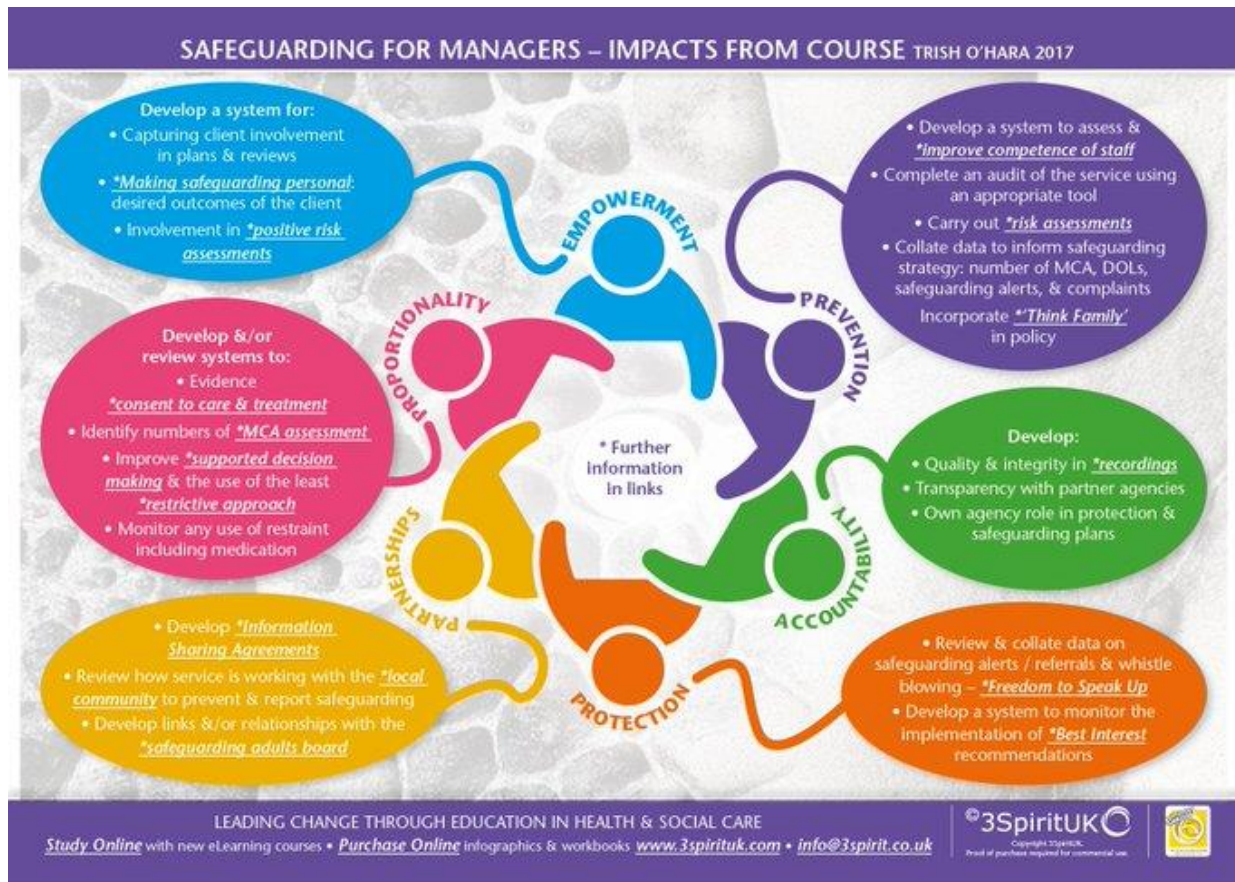 SAFEGUARDING FOR MANAGERS – IMPACTS FROM COURSE TRISH O'HARA 2017
Develop a system for:
• Capturing client involvement
in plans & reviews
• *Making safeguarding personal:
desired outcomes of the client
• Involvement in *positive risk
assessments
EMPOWERMENT
• Develop a system to assess &
*improve competence of staff
• Complete an audit of the service using
an appropriate tool
• Carry out *risk assessments
• Collate data to inform safeguarding
strategy: number of MCA, DOLs,
safeguarding alerts, & complaints
Incorporate *'Think Family'
in policy
PREVENTION
Develop &/or
review systems to:
• Evidence
*consent to care & treatment
• Identify numbers of *MCA assessment
• Improve *supported decision
making & the use of the least
*restrictive approach
• Monitor any use of restraint
including medication
PROPORTIONALITY
* Further
information
in links
Develop:
• Quality & integrity in *recordings
• Transparency with partner agencies
• Own agency role in protection &
safeguarding plans
ACCOUNTABILITY
• Develop *Information
Sharing Agreements
• Review how service is working with the *local
community to prevent & report safeguarding
• Develop links &/or relationships with the
*safeguarding adults board
PARTNERSHIPS
• Review & collate data on
safeguarding alerts / referrals & whistle
blowing – *Freedom to Speak Up
• Develop a system to monitor the
implementation of *Best Interest
recommendations
PROTECTION
LEADING CHANGE THROUGH EDUCATION IN HEALTH & SOCIAL CARE
Study Online with new eLearning courses • Purchase Online infographics & workbooks www.3spirituk.com • info@3spirit.co.uk
©3SpiritUK
Copyright 3SpiritUK.
Proof of purchase required for commercial use.